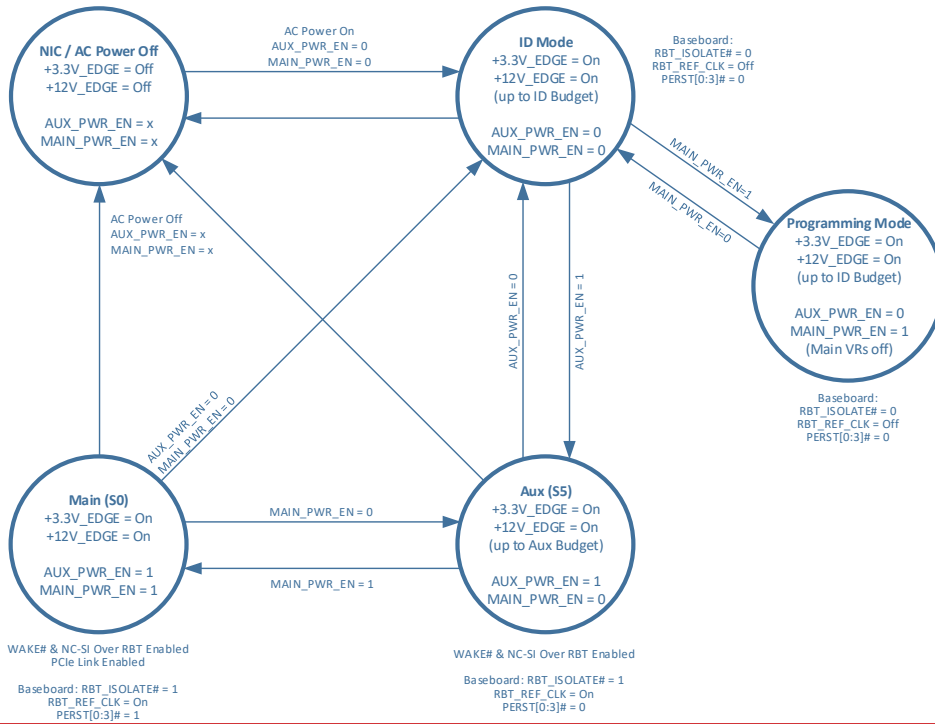 NIC / AC Power Off
+3.3V_EDGE = Off
+12V_EDGE = Off
AUX_PWR_EN = x
MAIN_PWR_EN = x
AC Power On
AUX_PWR_EN = 0
MAIN_PWR_EN = 0
ID Mode
+3.3V_EDGE = On
+12V_EDGE = On
(up to ID Budget)
AUX_PWR_EN = 0
MAIN_PWR_EN = 0
Baseboard:
RBT_ISOLATE# = 0
RBT_REF_CLK = Off
PERST[0:3]# = 0
MAIN_PWR_EN=1
MAIN_PWR_EN=0
Programming Mode
+3.3V_EDGE = On
+12V_EDGE = On
(up to ID Budget)
AUX_PWR_EN = 0
MAIN_PWR_EN = 1
(Main VRs off)
Baseboard:
RBT_ISOLATE# = 0
RBT_REF_CLK = Off
PERST[0:3]# = 0
AC Power Off
AUX_PWR_EN = x
MAIN_PWR_EN = x
AUX_PWR_EN = 0
AUX_PWR_EN = 1
AUX_PWR_EN = 0
MAIN_PWR_EN = 0
Main (S0)
+3.3V_EDGE = On
+12V_EDGE = On
AUX_PWR_EN = 1
MAIN_PWR_EN = 1
MAIN_PWR_EN = 0
MAIN_PWR_EN = 1
Aux (S5)
+3.3V_EDGE = On
+12V_EDGE = On
(up to Aux Budget)
AUX_PWR_EN = 1
MAIN_PWR_EN = 0
WAKE# & NC-SI Over RBT Enabled
PCIe Link Enabled
Baseboard: RBT_ISOLATE# = 1
RBT_REF_CLK = On
PERST[0:3]# = 1
WAKE# & NC-SI Over RBT Enabled
Baseboard: RBT_ISOLATE# = 1
RBT_REF_CLK = On
PERST[0:3]# = 0